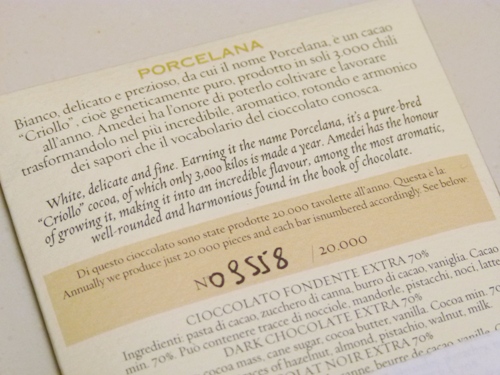 PORCELANA
Bianco, delicato e prezioso, da cui il nome Porcelana, è un cacao
"Criollo", cioè geneticamente puro, prodotto in soli 3.000 chili
all'anno. Amedei ha l'onore di poterlo coltivare e lavorare
trasformandolo nel più incredibile, aromatico, rotondo e armonico
dei sapori che il vocabolario del cioccolato conosca.
White, delicate and fine. Earning it the name Porcelana, it's a pure-bred
"Criollo" cocoa, of which only 3,000 kilos is made a year. Amedei has the honour
of growing it, making it into an incredible flavour, among the most aromatic,
well-rounded and harmonious found in the book of chocolate.
Di questo cioccolato sono state prodotte 20.000 tavolette all'anno. Questa è la
Annually we produce just 20.000 pieces and each bar isnumbered accordingly. See below:
N 09558 / 20.000
CIOCCOLATO FONDENTE EXTRA 70%
Ingredienti: pasta di cacao, zucchero di canna, burro di cacao, vaniglia. Cacao
min. 70%. Può contenere tracce di nocciole, mandorle, pistacchi, noci, latte
DARK CHOCOLATE EXTRA 70%
cocoa mass, cane sugar, cocoa butter, vanilla. Cocoa min. 70
of hazelnut, almond, pistachio, walnut, milk.
NOIR EXTRA 70%
beurre de cacao,